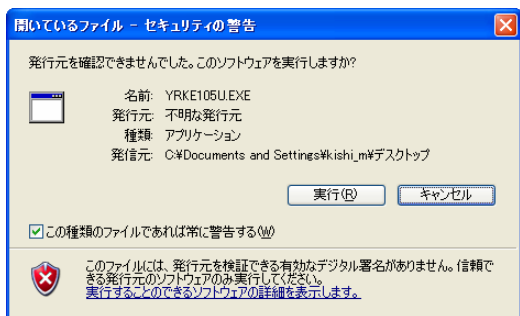 開いているファイル - セキュリティの警告
発行元を確認できませんでした。このソフトウェアを実行しますか?
名前: YRKE105U.EXE
発行元: 不明な発行元
種類: アプリケーション
発信元: C:¥Documents and Settings¥kishi_m¥デスクトップ
実行(R) キャンセル
この種類のファイルであれば常に警告する(W)
このファイルには、発行元を検証できる有効なデジタル署名がありません。信頼で
きる発行元のソフトウェアのみ実行してください。
実行することのできるソフトウェアの詳細を表示します。